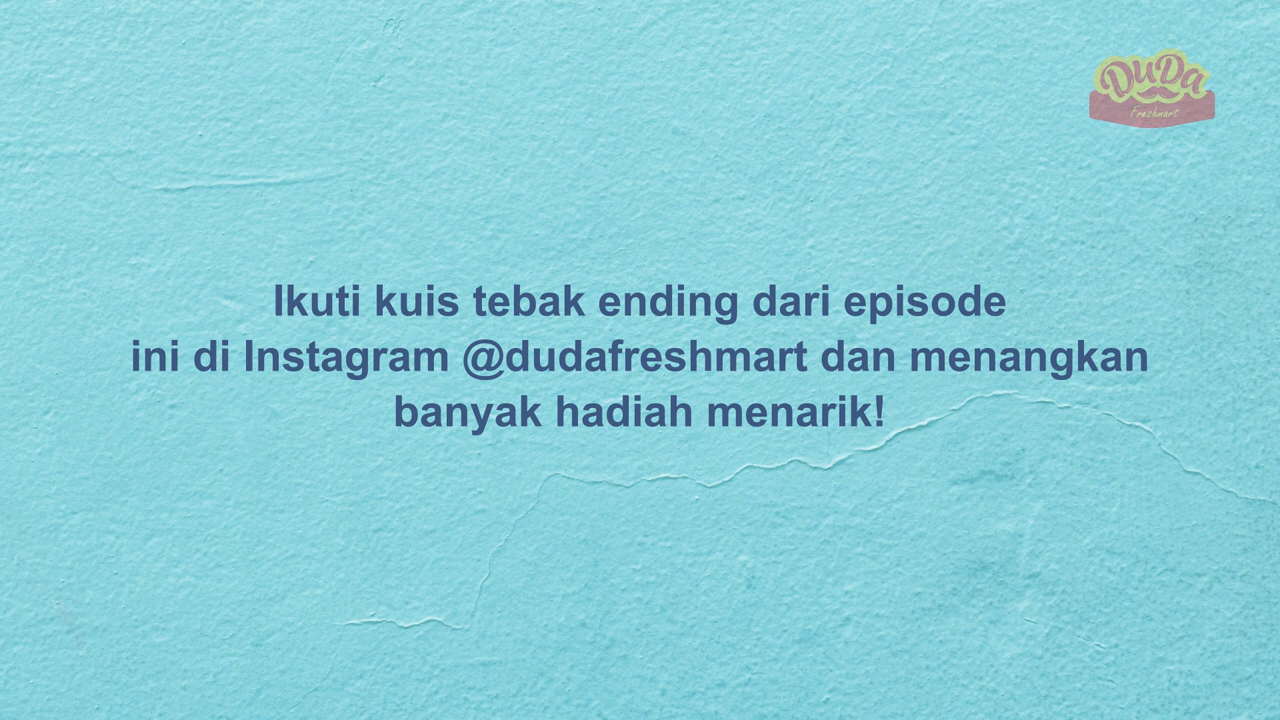 DuDa
Freshmart
Ikuti kuis tebak ending dari episode
ini di Instagram @dudafreshmart dan menangkan
banyak hadiah menarik!